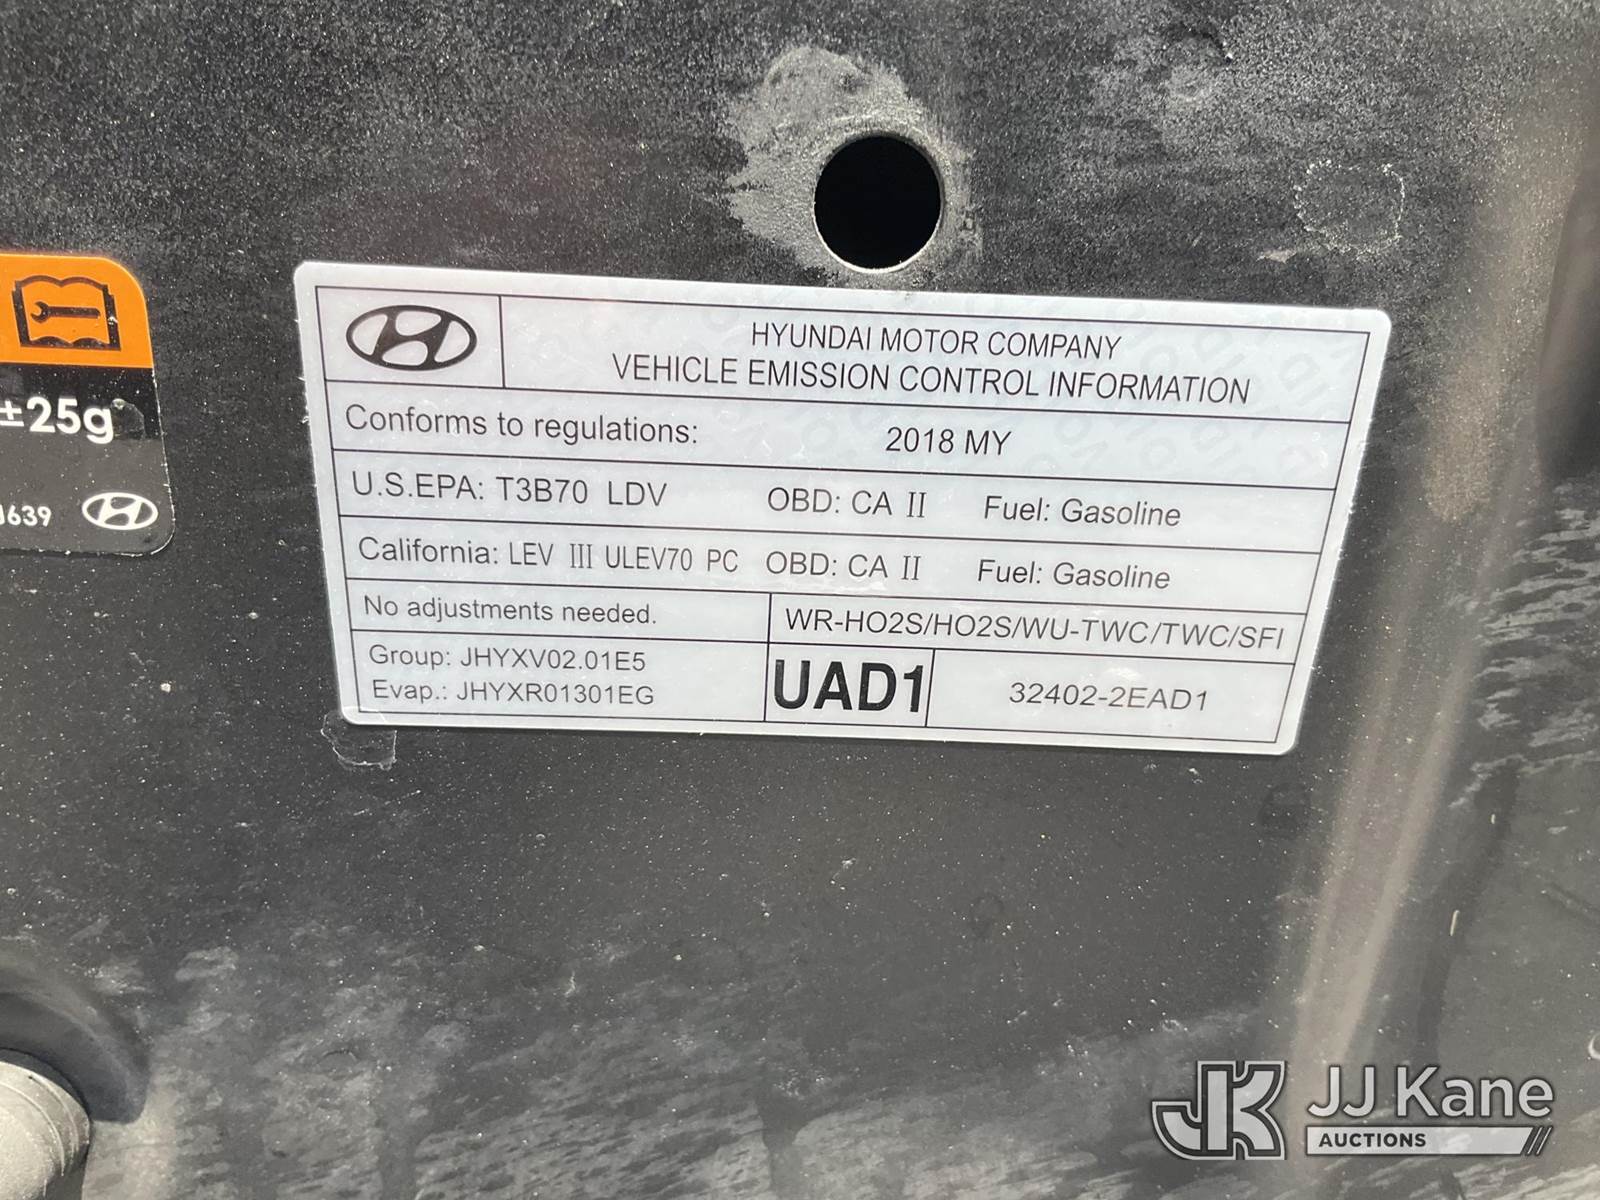 HYUNDAI MOTOR COMPANY
VEHICLE EMISSION CONTROL INFORMATION
Conforms to regulations: 2018 MY
U.S.EPA: T3B70 LDV OBD: CA II Fuel: Gasoline
California: LEV III ULEV70 PC OBD: CA II Fuel: Gasoline
No adjustments needed. WR-HO2S/HO2S/WU-TWC/TWC/SFI
Group: JHYXV02.01E5
Evap.: JHYXR01301EG
UAD1 32402-2EAD1
±25g
639
JK JJ Kane
AUCTIONS